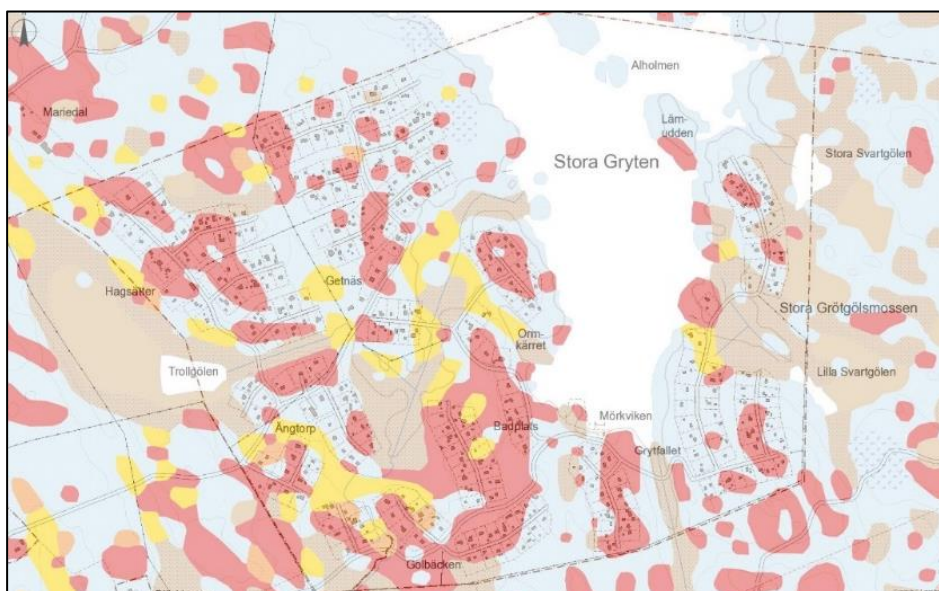 Alholmen
Mariedal
Läm-
udden
Stora Gryten
Stora Svartgölen
Getnäs
Hagsätter
Stora Grötgölsmossen
Orm-
kärret
Trollgölen
Lilla Svartgölen
Mörkviken
Ängtorp
Badplats
Grytfallet
Golbäcken